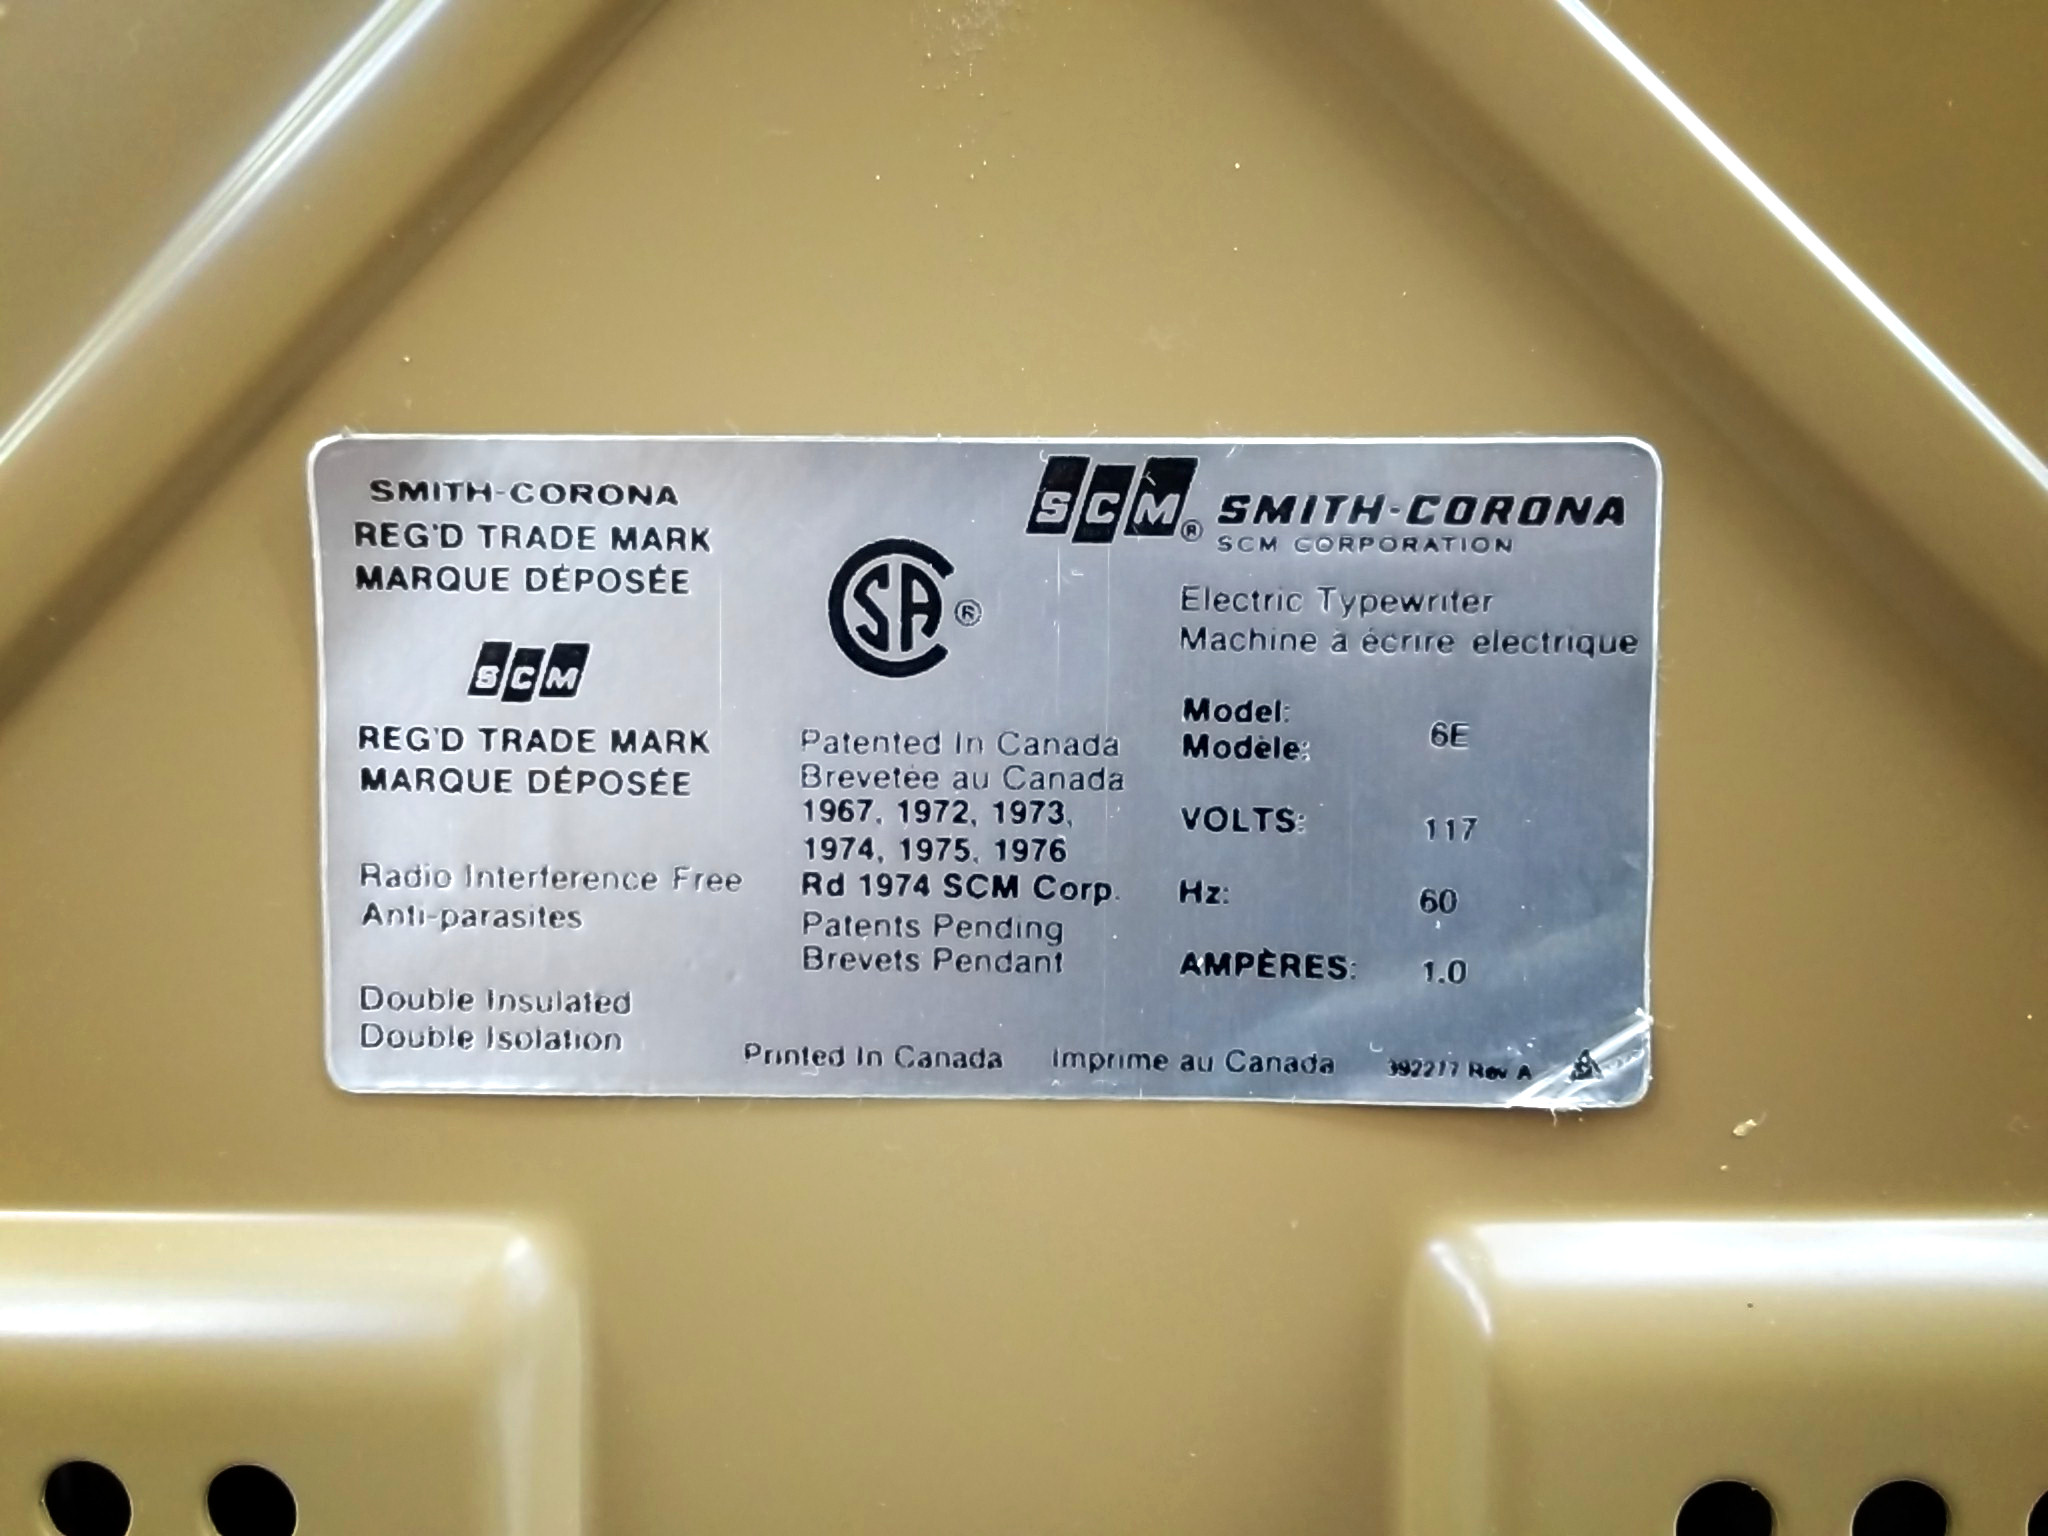 SMITH-CORONA
REG'D TRADE MARK
MARQUE DÉPOSÉE
SCM
REG'D TRADE MARK
MARQUE DÉPOSÉE
Radio Interference Free
Anti-parasites
Double Insulated
Double Isolation
CSA ®
Patented In Canada
Brevetée au Canada
1967, 1972, 1973,
1974, 1975, 1976
Rd 1974 SCM Corp.
Patents Pending
Brevets Pendant
SCM ® SMITH-CORONA
SCM CORPORATION
Electric Typewriter
Machine à écrire electrique
Model:
Modèle: 6E
VOLTS: 117
Hz: 60
AMPÈRES: 1.0
Printed In Canada Imprime au Canada 392277 Rev A